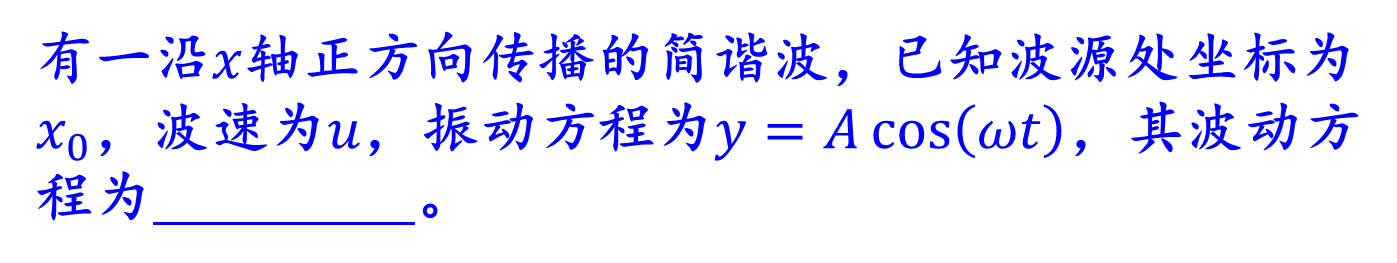 有一沿x轴正方向传播的简谐波，已知波源处坐标为
x₀，波速为u，振动方程为y = A cos(ωt)，其波动方
程为__________。